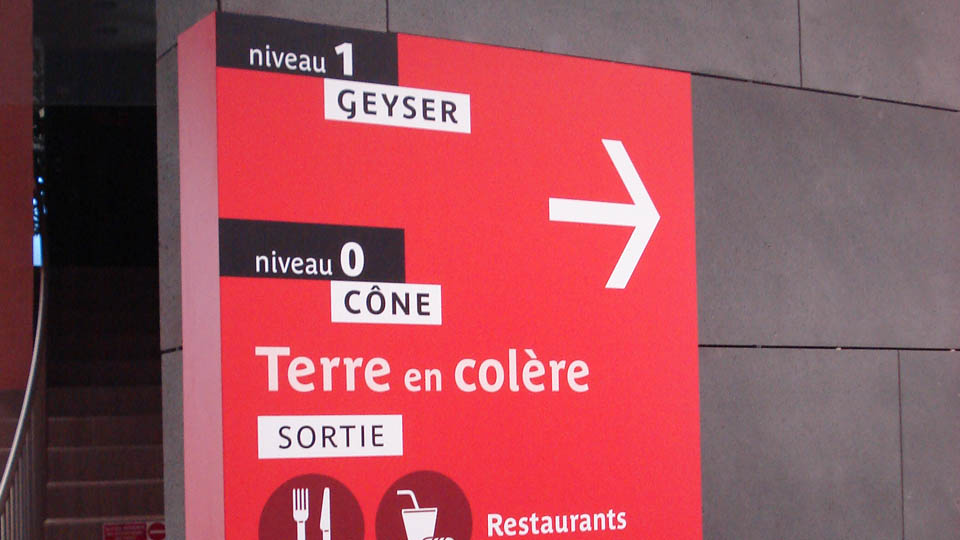 niveau 1
GEYSER
niveau 0
CÔNE
Terre en colère
SORTIE
Restaurants